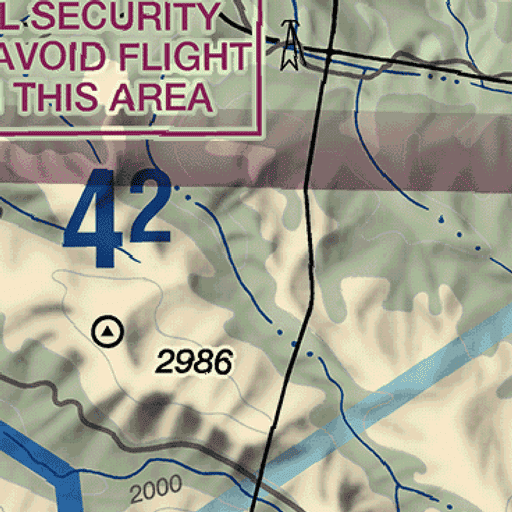 L SECURITY
AVOID FLIGHT
THIS AREA
42
2986
2000